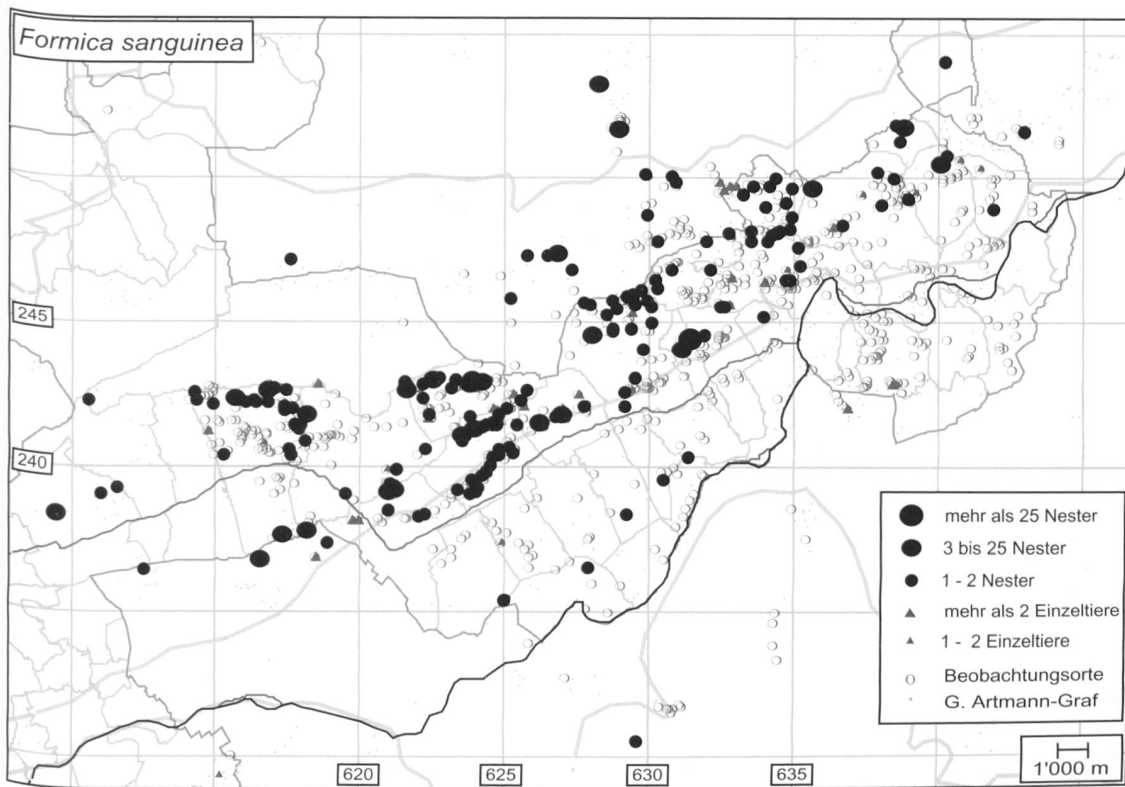 Formica sanguinea
245
240
mehr als 25 Nester
3 bis 25 Nester
1 - 2 Nester
mehr als 2 Einzeltiere
1 - 2 Einzeltiere
Beobachtungsorte
G. Artmann-Graf
620
625
630
635
1'000 m